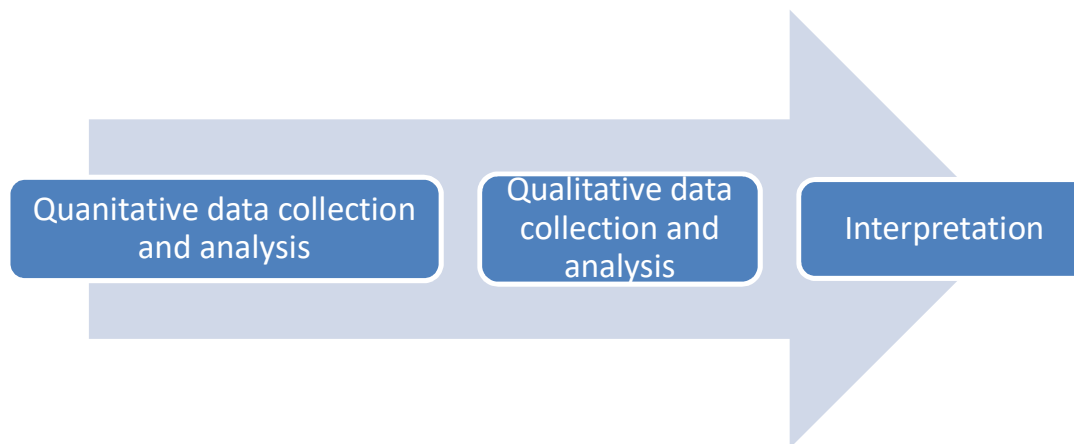 Quanitative data collection
and analysis
Qualitative data
collection and
analysis
Interpretation